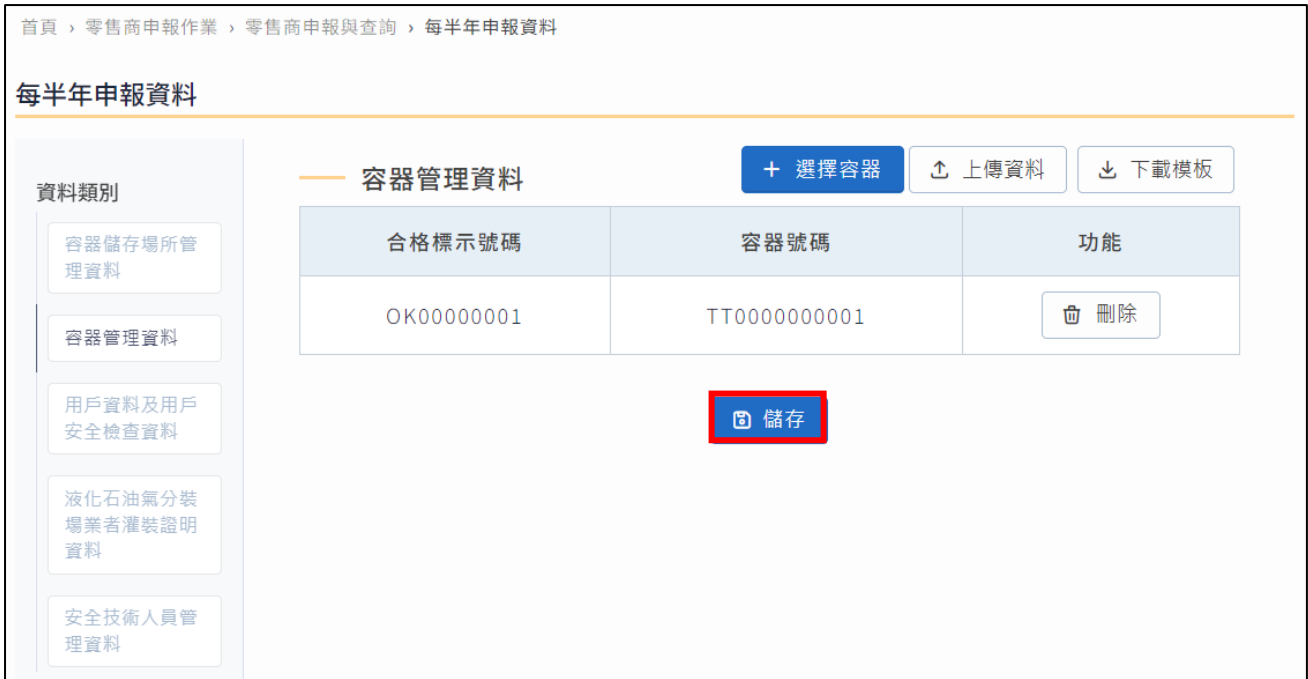 首頁 › 零售商申報作業 › 零售商申報與查詢 › 每半年申報資料
每半年申報資料
資料類別
容器儲存場所管
理資料
容器管理資料
用戶資料及用戶
安全檢查資料
液化石油氣分裝
場業者灌裝證明
資料
安全技術人員管
理資料
容器管理資料
+ 選擇容器
上傳資料
下載模板
合格標示號碼 容器號碼 功能
OK00000001 TT0000000001 刪除
儲存